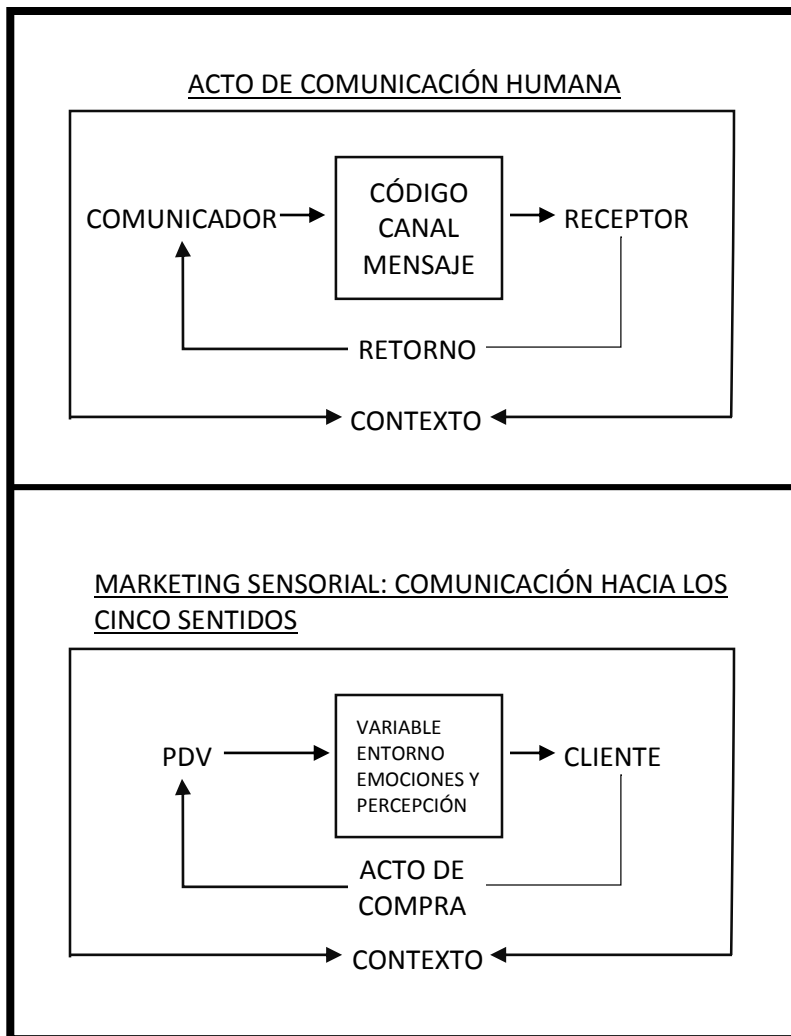 ACTO DE COMUNICACIÓN HUMANA
CÓDIGO
CANAL
MENSAJE
COMUNICADOR
RECEPTOR
RETORNO
CONTEXTO
MARKETING SENSORIAL: COMUNICACIÓN HACIA LOS
CINCO SENTIDOS
VARIABLE
ENTORNO
EMOCIONES Y
PERCEPCIÓN
PDV
CLIENTE
ACTO DE
COMPRA
CONTEXTO